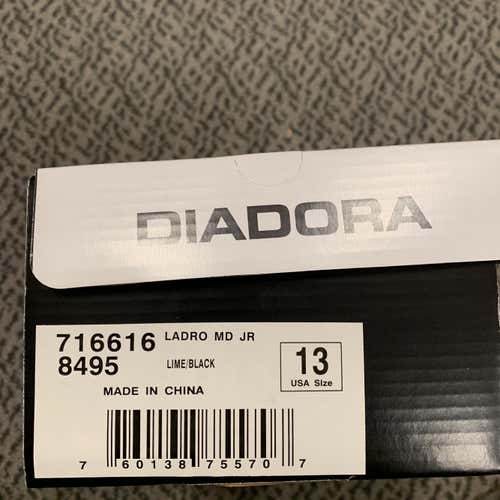 DIADORA
716616 LADRO MD JR
8495 LIME/BLACK
13
USA Size
MADE IN CHINA
7 60138 75570 7